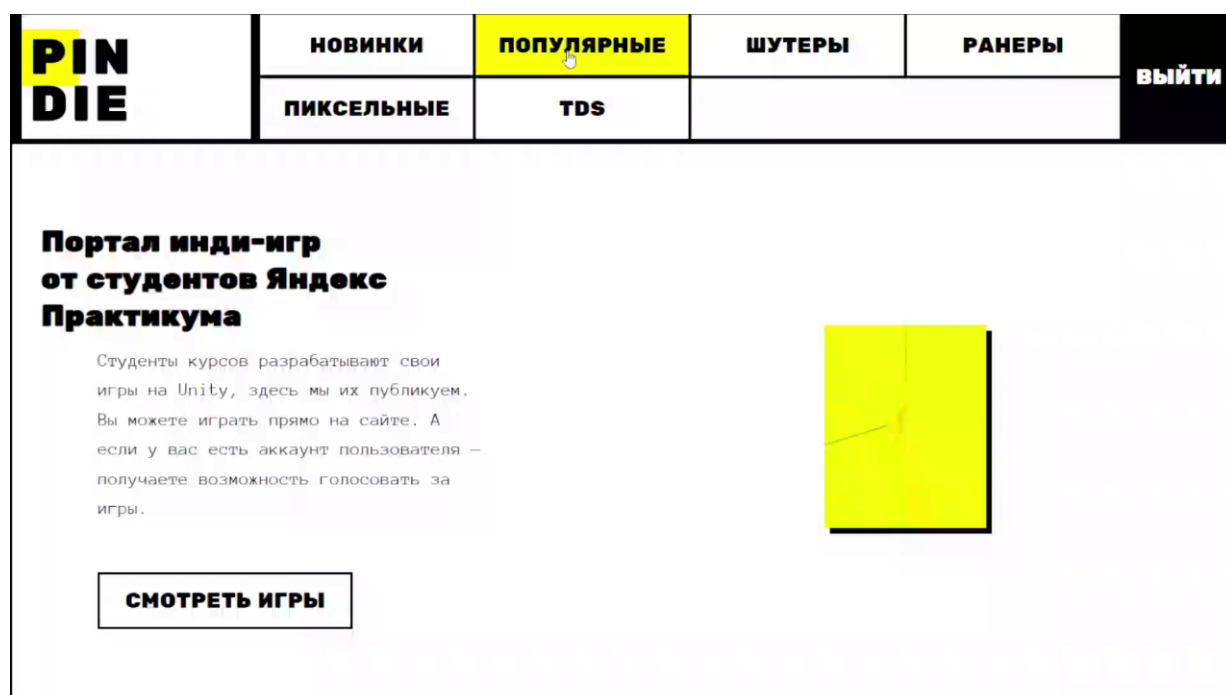 PIN
DIE
НОВИНКИ
ПОПУЛЯРНЫЕ
ШУТЕРЫ
РАНЕРЫ
ПИКСЕЛЬНЫЕ
TDS
ВЫЙТИ
Портал инди-игр
от студентов Яндекс
Практикума
Студенты курсов разрабатывают свои
игры на Unity, здесь мы их публикуем.
Вы можете играть прямо на сайте. А
если у вас есть аккаунт пользователя —
получаете возможность голосовать за
игры.
СМОТРЕТЬ ИГРЫ